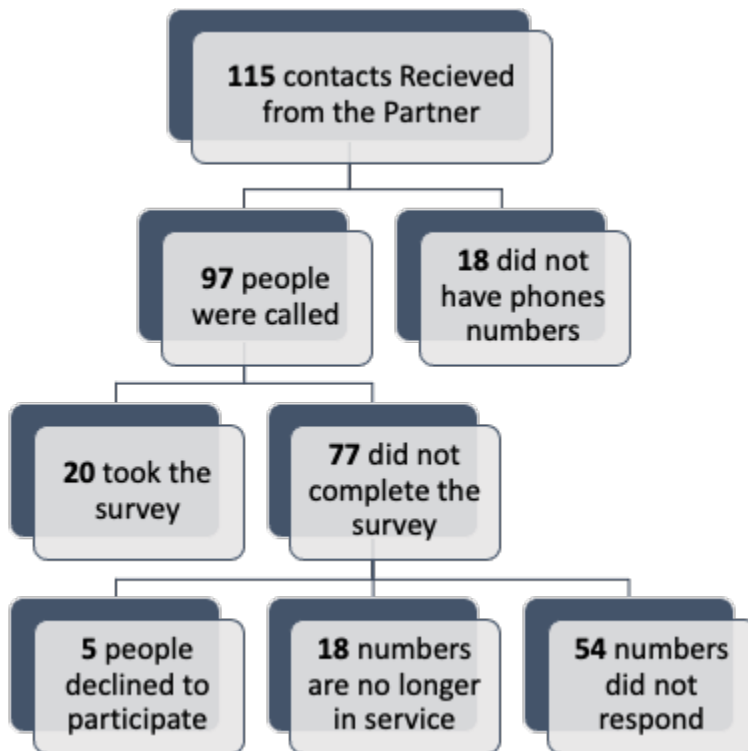 115 contacts Recieved
from the Partner
97 people
were called
18 did not
have phones
numbers
20 took the
survey
77 did not
complete the
survey
5 people
declined to
participate
18 numbers
are no longer
in service
54 numbers
did not
respond